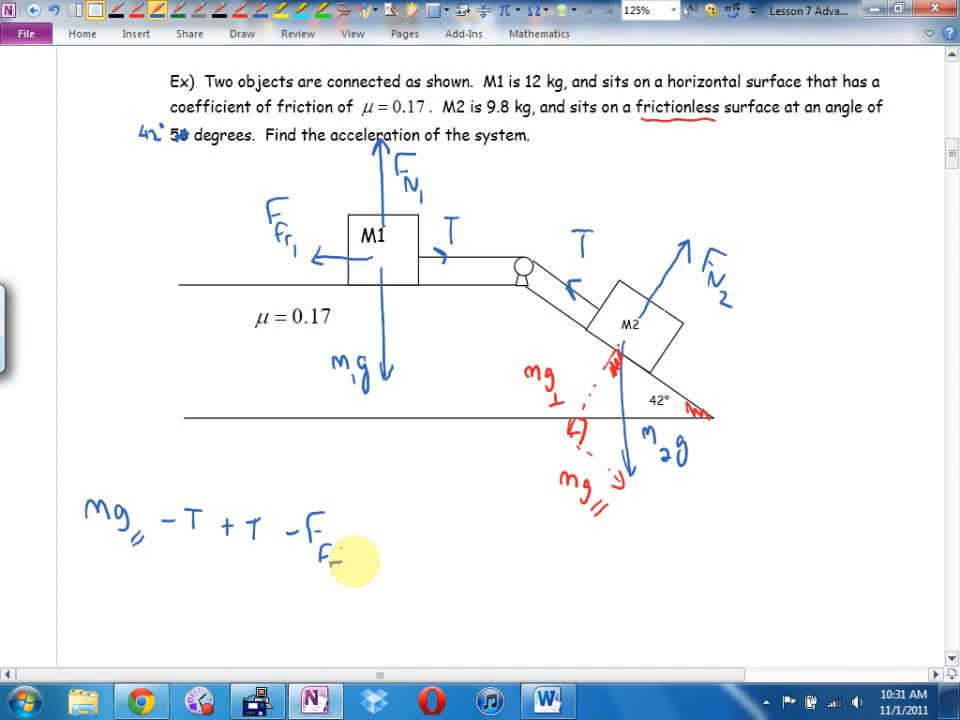 125%
Lesson 7 Adva...
File Home Insert Share Draw Review View Pages Add-Ins Mathematics
Ex) Two objects are connected as shown. M1 is 12 kg, and sits on a horizontal surface that has a
coefficient of friction of μ = 0.17. M2 is 9.8 kg, and sits on a frictionless surface at an angle of
42° degrees. Find the acceleration of the system.
F_N1
F_Fr1
M1
T
T
F_N2
M2
μ = 0.17
m₁g
mg⊥
42°
m₂g
mg∥
mg∥ - T + T - F_Fr
10:31 AM
11/1/2011